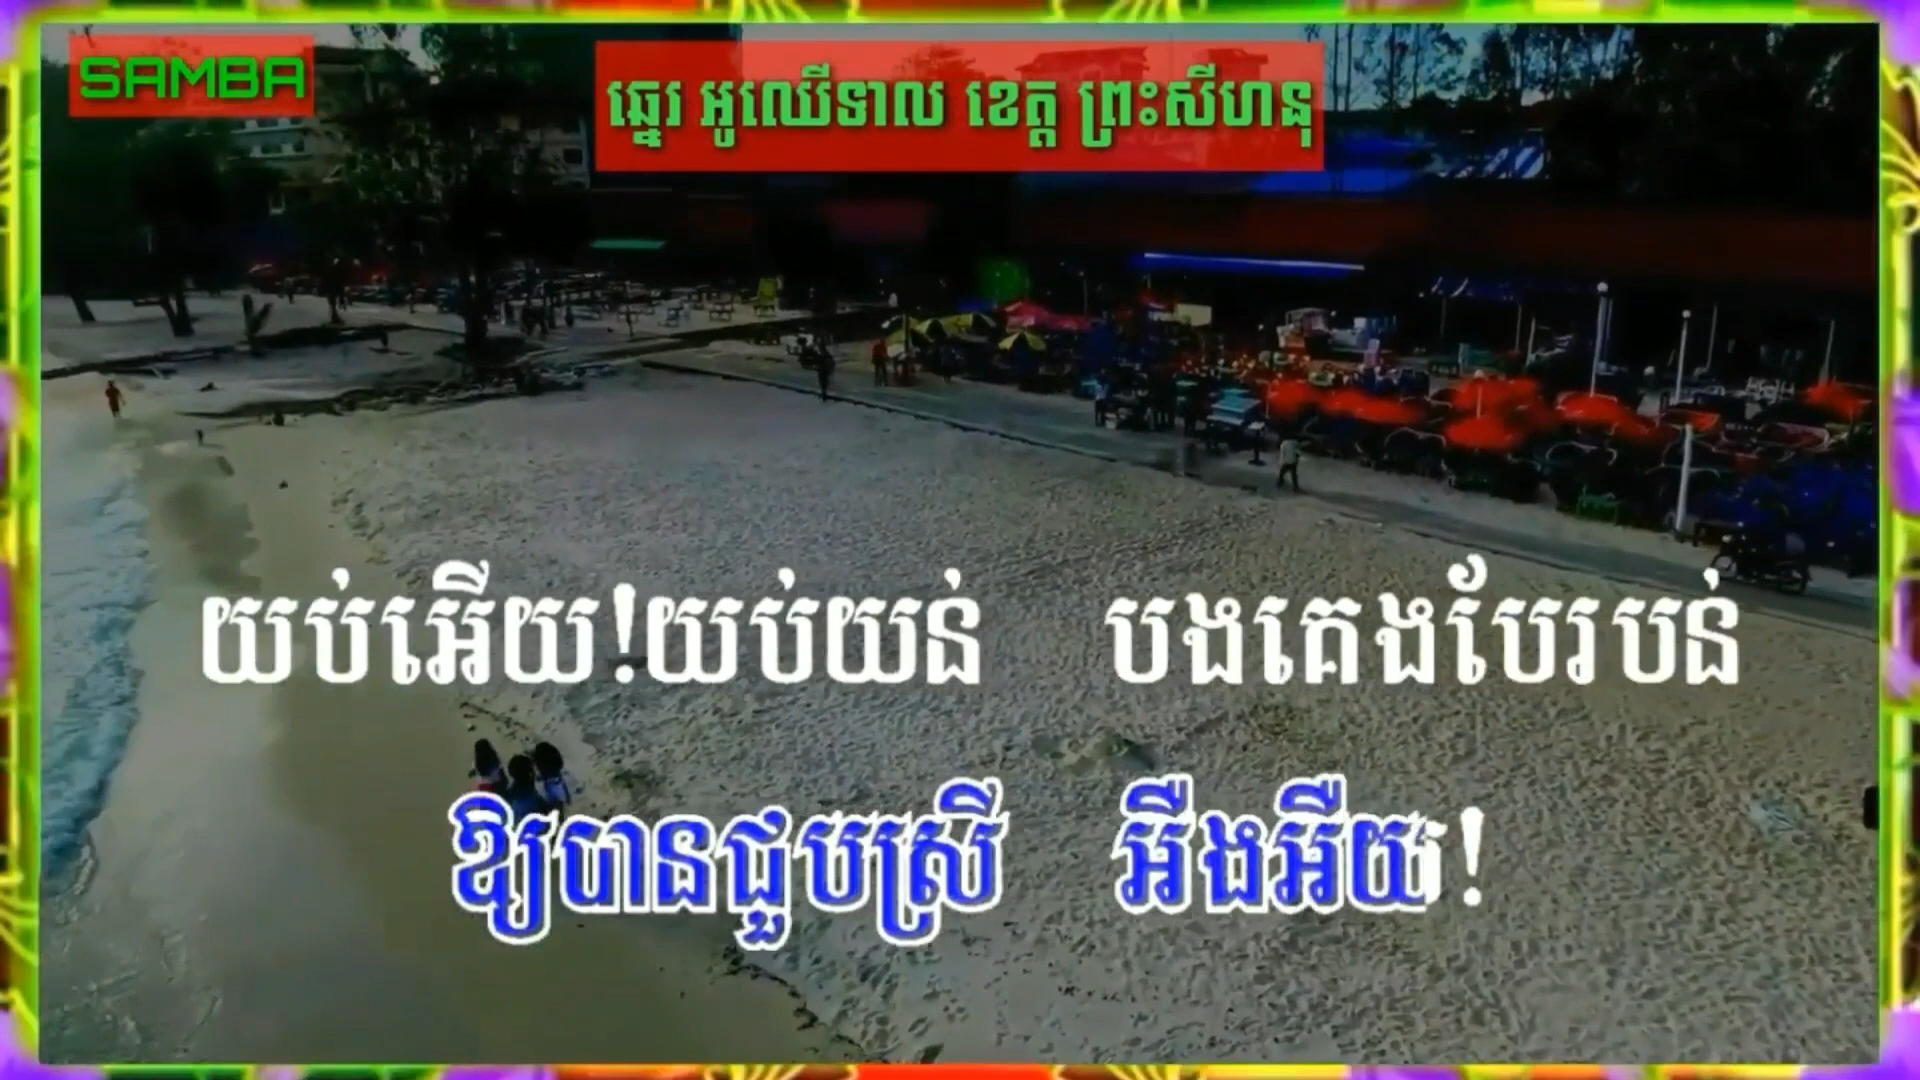 SAMBA
ឆ្នេរ អូឈើទាល ខេត្ត ព្រះសីហនុ
យប់អើយ!យប់យន់ បងគេងបែរបន់
ឱ្យបានជួបស្រី អឺងអឺយ!